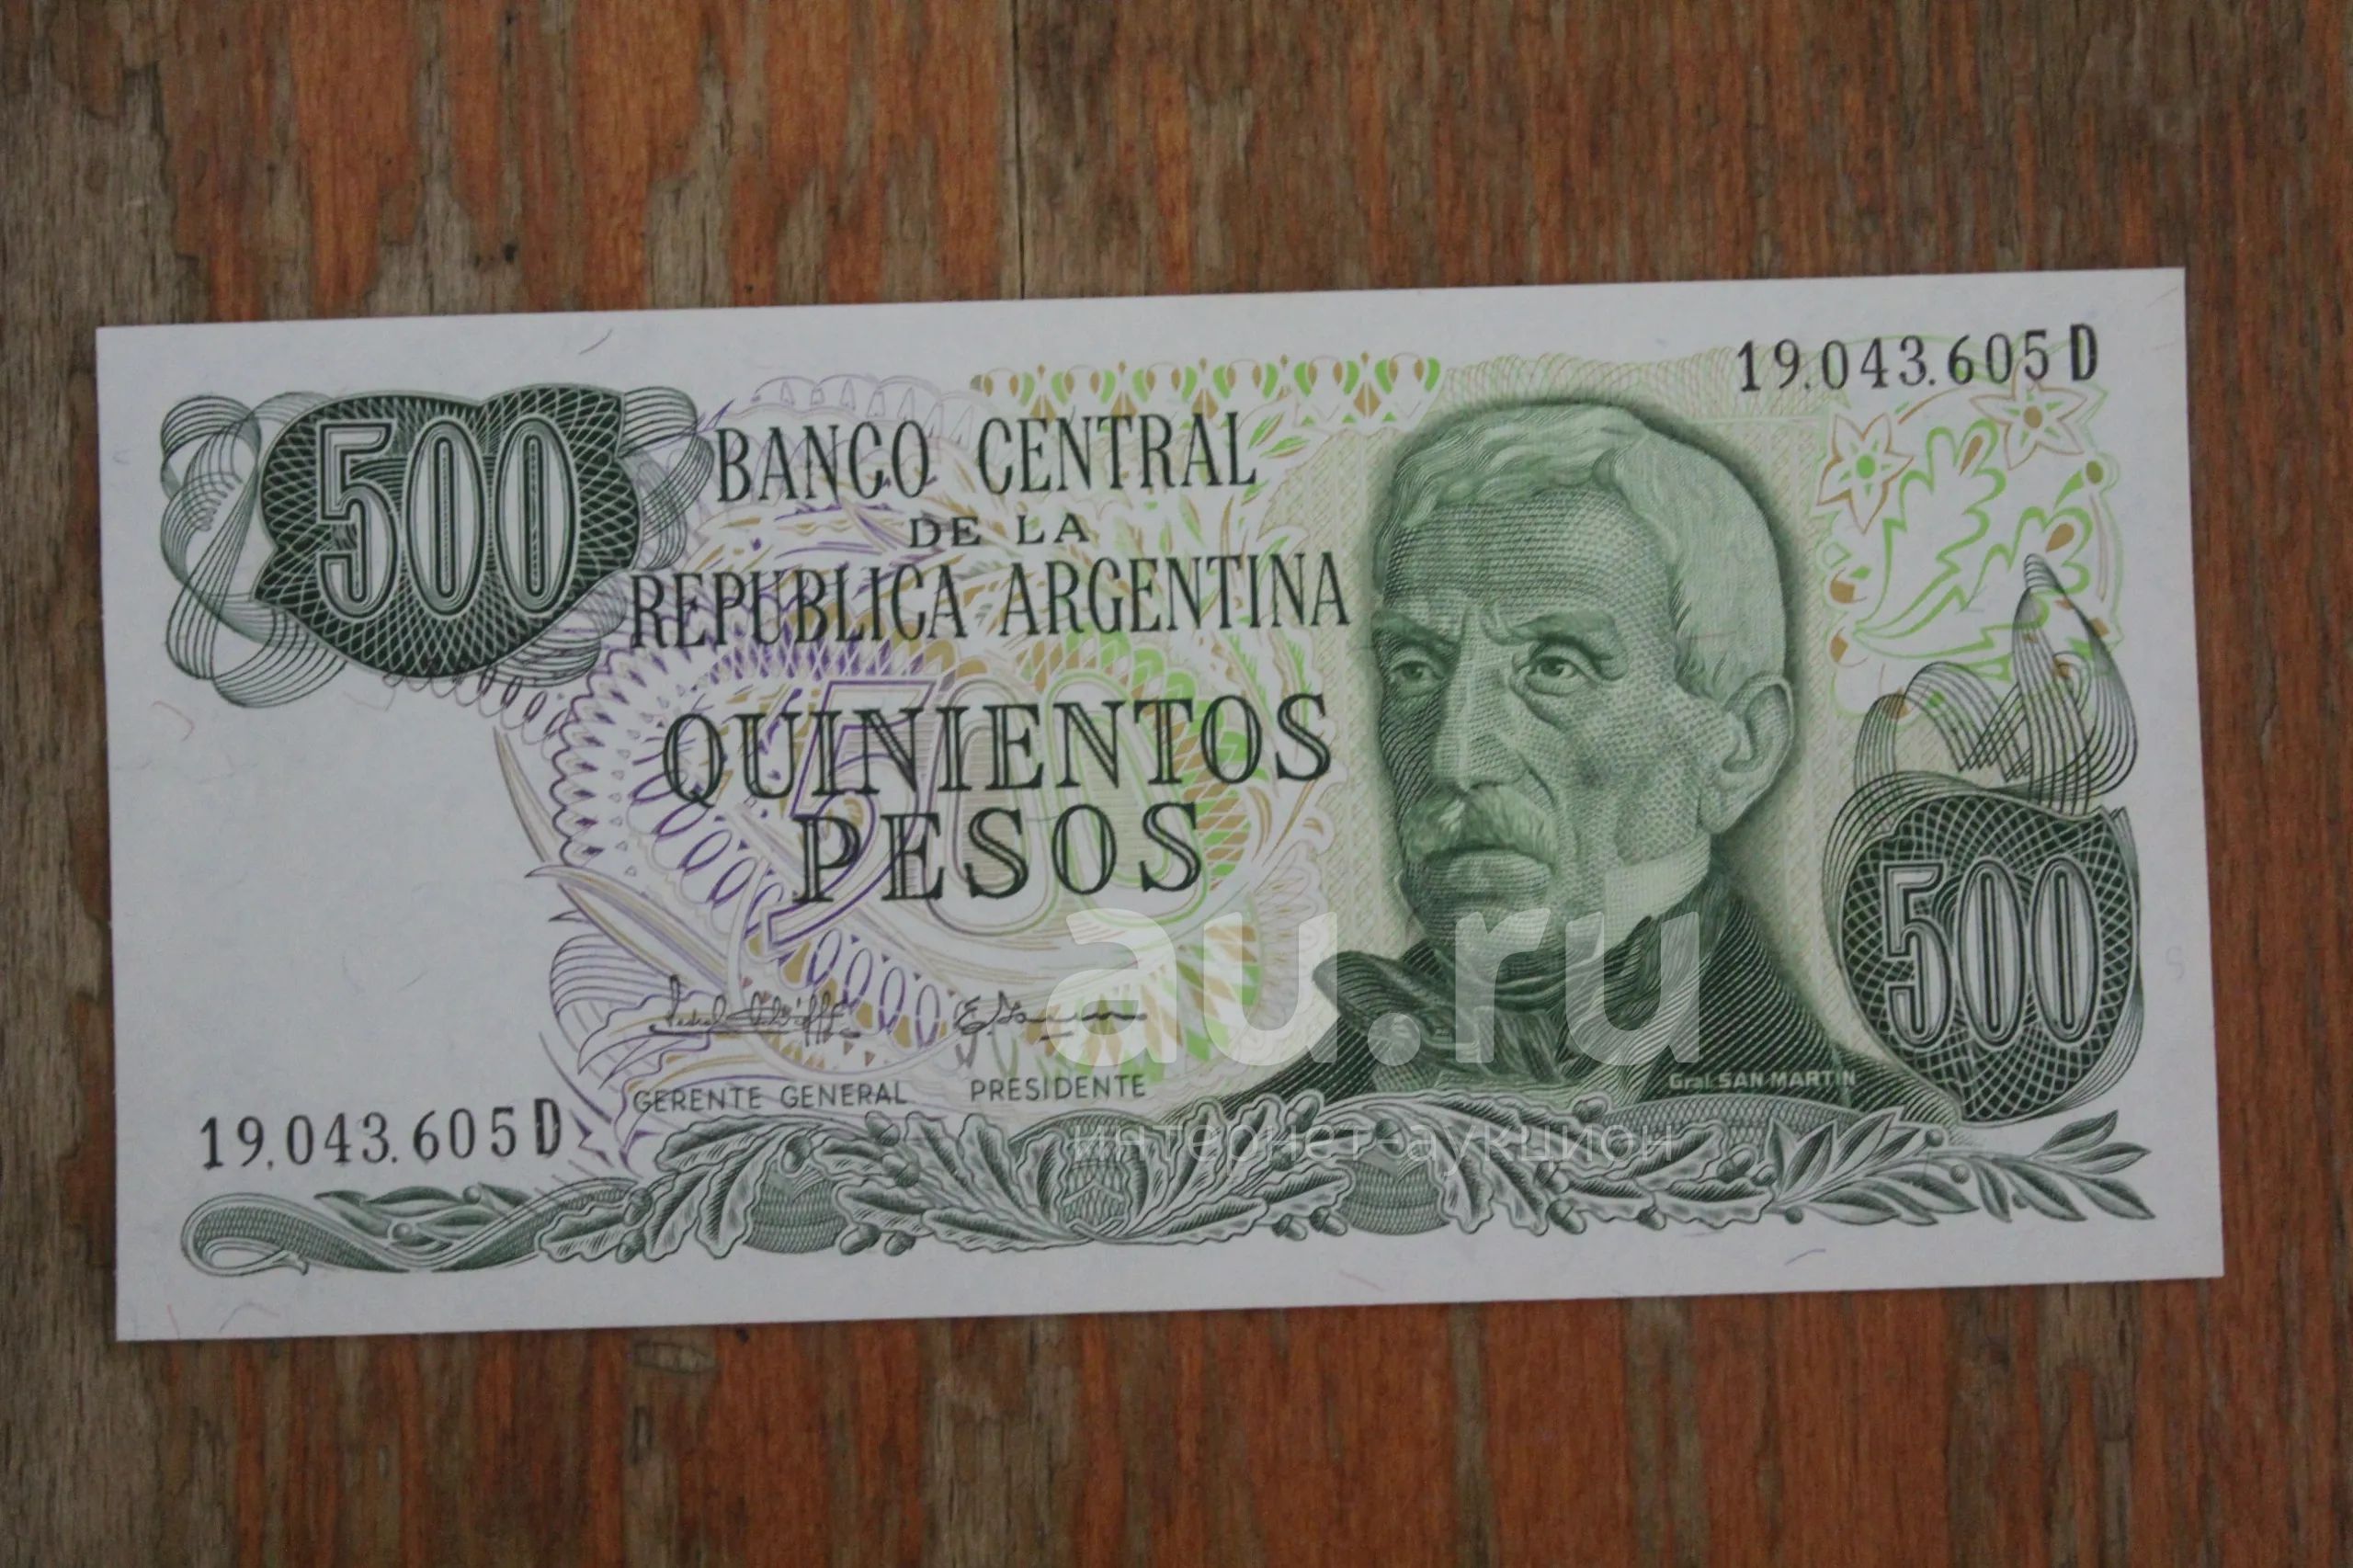 19.043.605 D
500
BANCO CENTRAL
DE LA
REPUBLICA ARGENTINA
QUINIENTOS
PESOS
500
500
au.ru
GERENTE GENERAL
PRESIDENTE
Gral. SAN MARTIN
19.043.605 D
интернет-аукцион